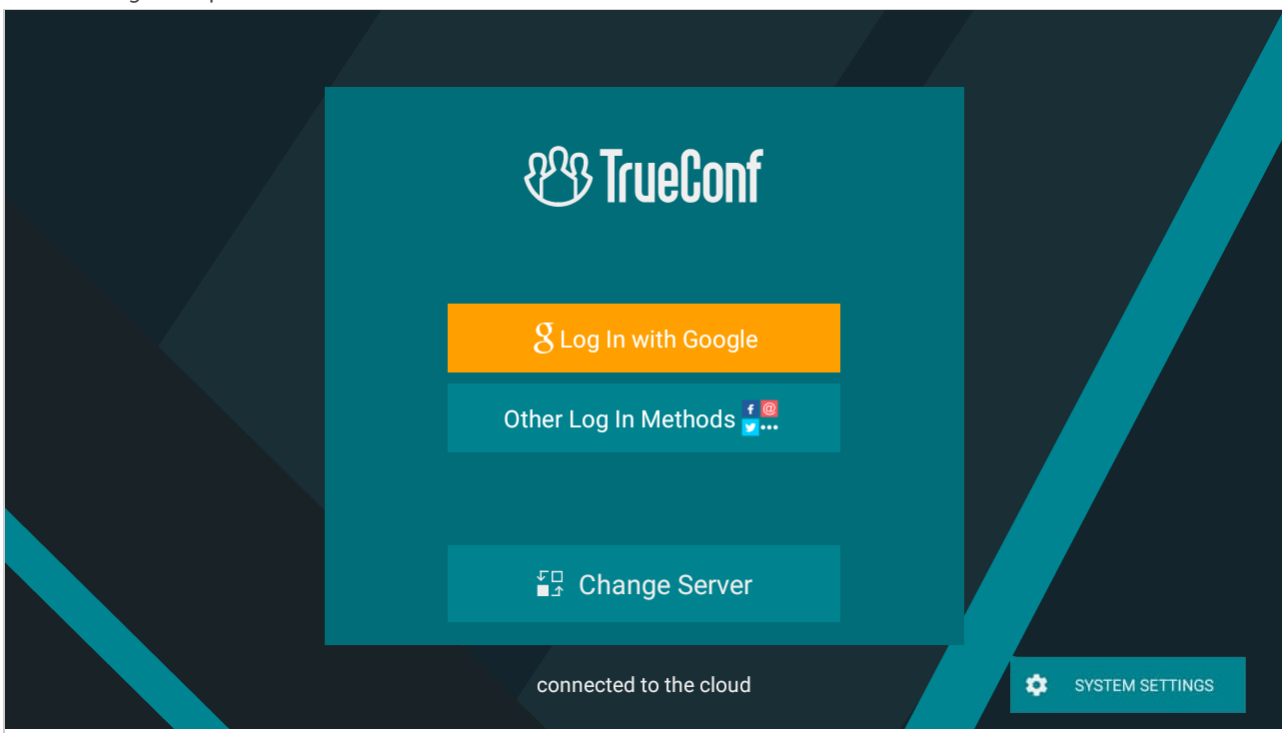 TrueConf
g Log In with Google
Other Log In Methods
Change Server
connected to the cloud
SYSTEM SETTINGS